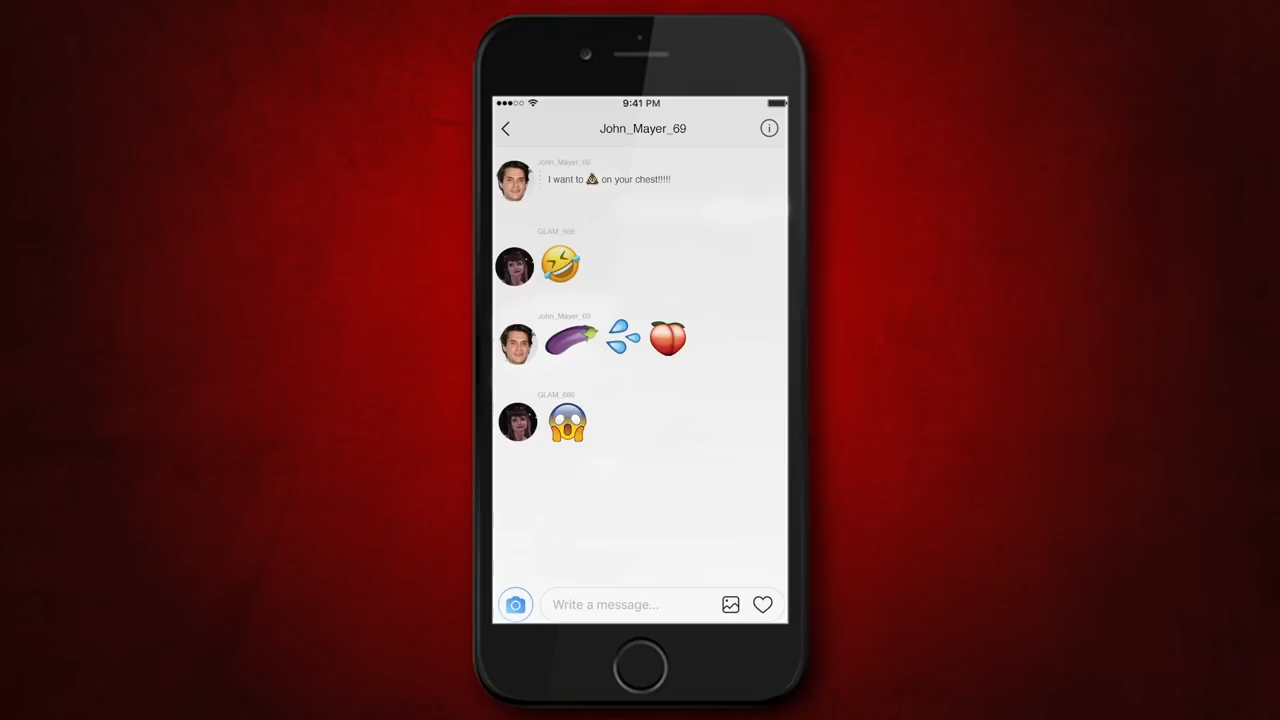 9:41 PM
John_Mayer_69
John_Mayer_69
I want to 💩 on your chest!!!!!
GLAM_666
🤣
John_Mayer_69
🍆 💦 🍑
GLAM_666
😱
Write a message...